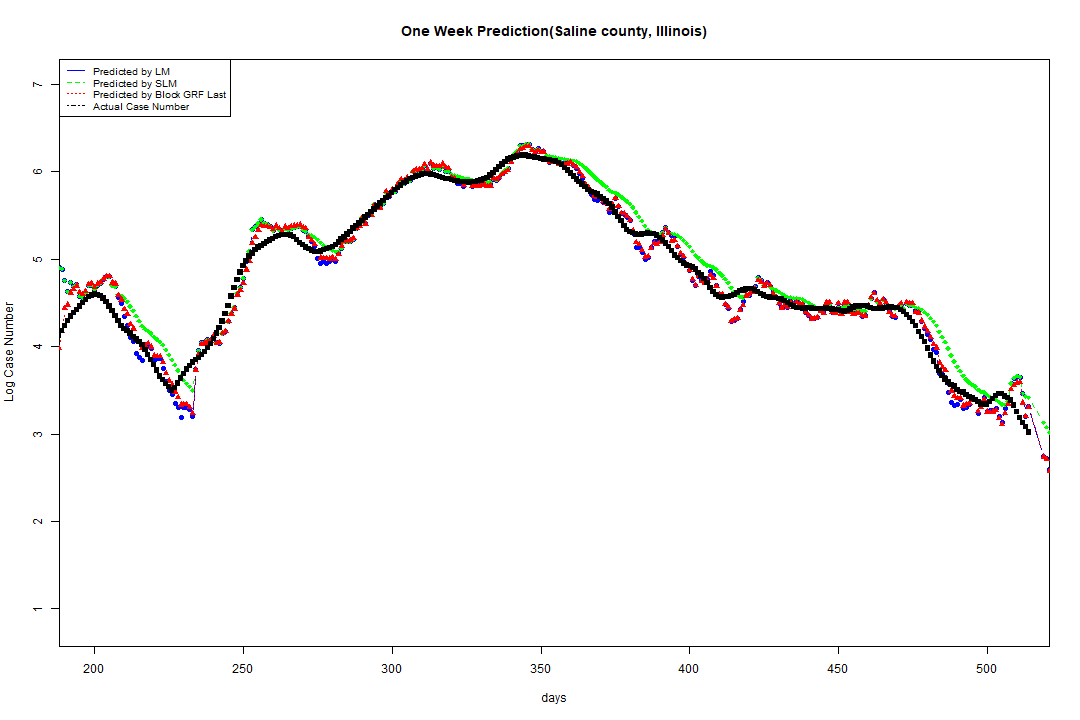 One Week Prediction(Saline county, Illinois)
Predicted by LM
Predicted by SLM
Predicted by Block GRF Last
Actual Case Number
7
6
5
4
3
2
1
Log Case Number
200 250 300 350 400 450 500
days